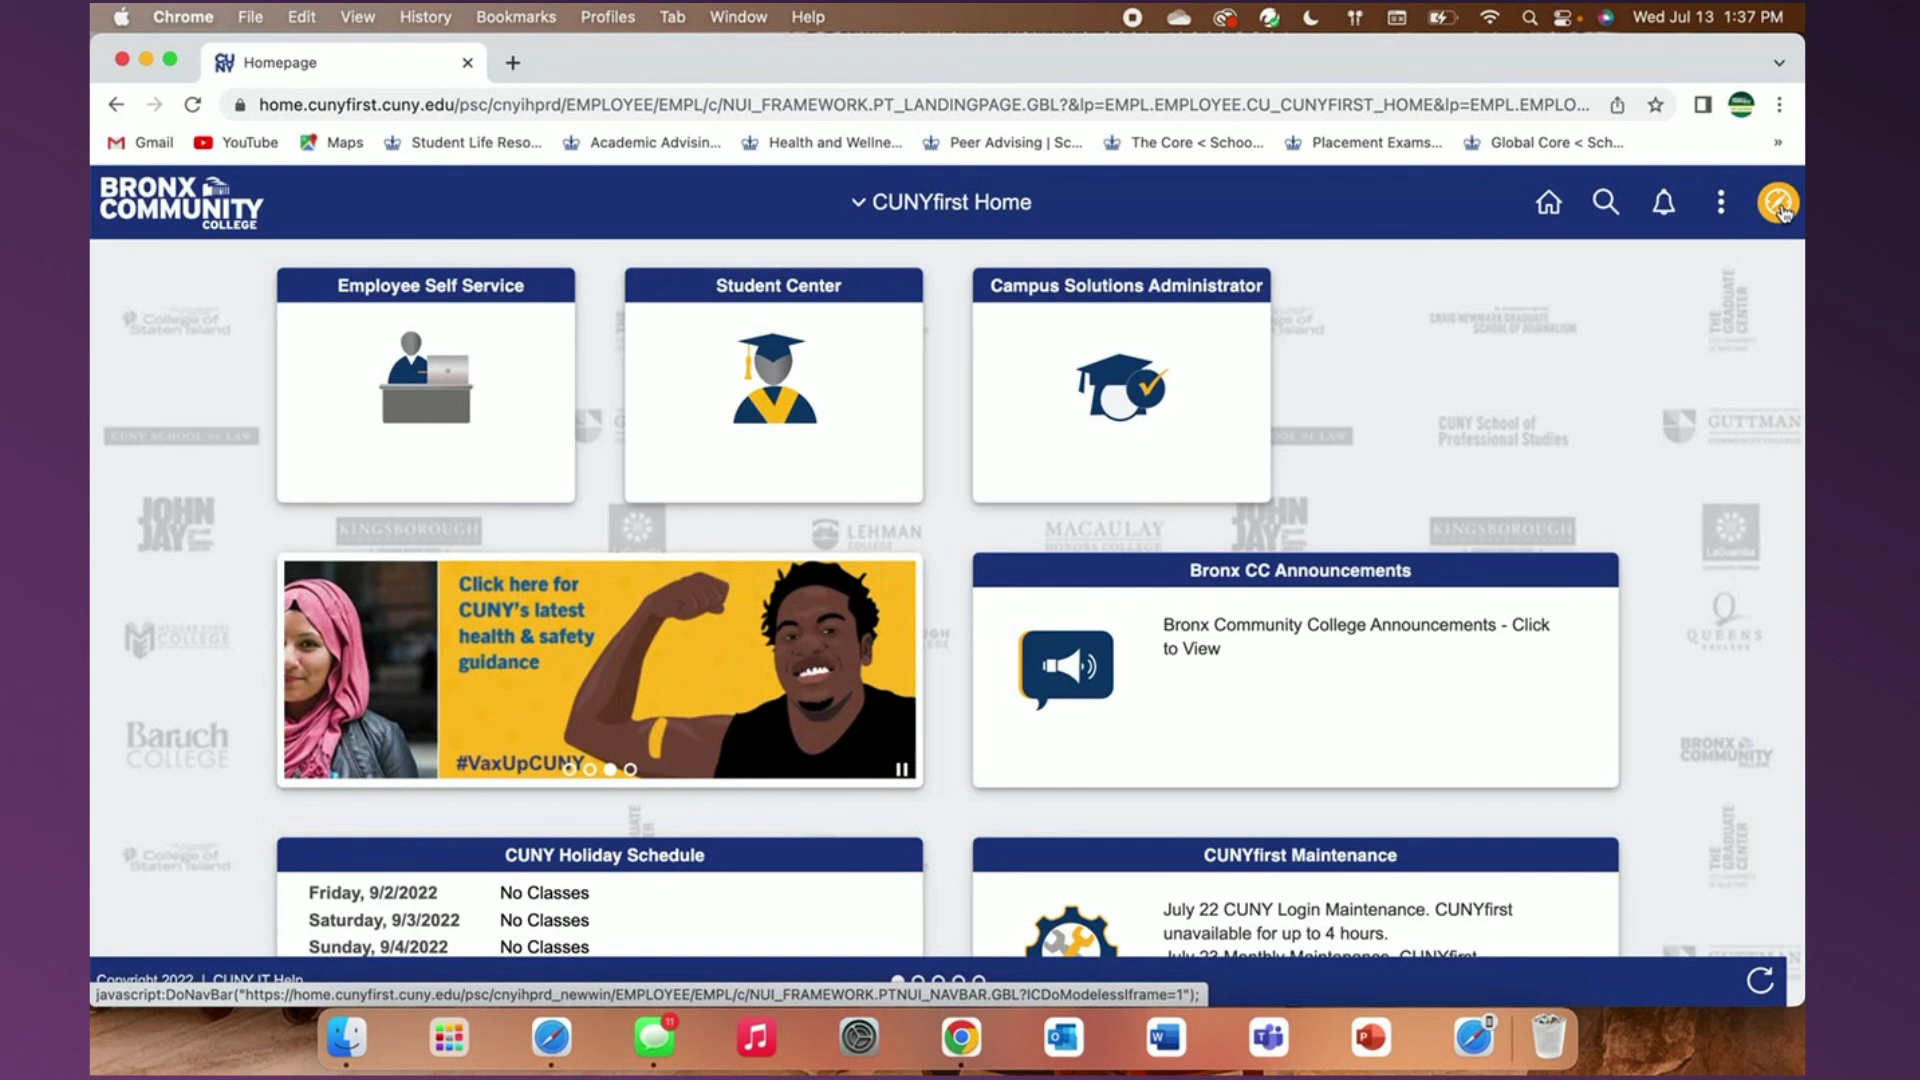 Chrome File Edit View History Bookmarks Profiles Tab Window Help Wed Jul 13 1:37 PM
CU NY Homepage
home.cunyfirst.cuny.edu/psc/cnyihprd/EMPLOYEE/EMPL/c/NUI_FRAMEWORK.PT_LANDINGPAGE.GBL?&lp=EMPL.EMPLOYEE.CU_CUNYFIRST_HOME&lp=EMPL.EMPLO...
Gmail YouTube Maps Student Life Reso... Academic Advisin... Health and Wellne... Peer Advising | Sc... The Core < Schoo... Placement Exams... Global Core < Sch... »
BRONX
COMMUNITY
COLLEGE
CUNYfirst Home
Employee Self Service
Student Center
Campus Solutions Administrator
College of
Staten Island
CRAIG NEWMARK GRADUATE
SCHOOL OF JOURNALISM
THE
GRADUATE
CENTER
CUNY SCHOOL OF LAW
CUNY School of
Professional Studies
GUTTMAN
COMMUNITY COLLEGE
JOHN
JAY
KINGSBOROUGH
LEHMAN
COLLEGE
MACAULAY
HONORS COLLEGE
JOHN
JAY
KINGSBOROUGH
LaGuardia
Click here for
CUNY's latest
health & safety
guidance
#VaxUpCUNY
Bronx CC Announcements
Bronx Community College Announcements - Click
to View
MEDGAR EVERS
COLLEGE
QUEENS
COLLEGE
Baruch
COLLEGE
BRONX
COMMUNITY
College of
Staten Island
THE
GRADUATE
CENTER
CUNY Holiday Schedule
Friday, 9/2/2022 No Classes
Saturday, 9/3/2022 No Classes
Sunday, 9/4/2022 No Classes
CUNYfirst Maintenance
July 22 CUNY Login Maintenance. CUNYfirst
unavailable for up to 4 hours.
July 23 Monthly Maintenance. CUNYfirst
Copyright 2022 | CUNY IT Help
javascript:DoNavBar("https://home.cunyfirst.cuny.edu/psc/cnyihprd_newwin/EMPLOYEE/EMPL/c/NUI_FRAMEWORK.PTNUI_NAVBAR.GBL?ICDoModelessIframe=1");
11